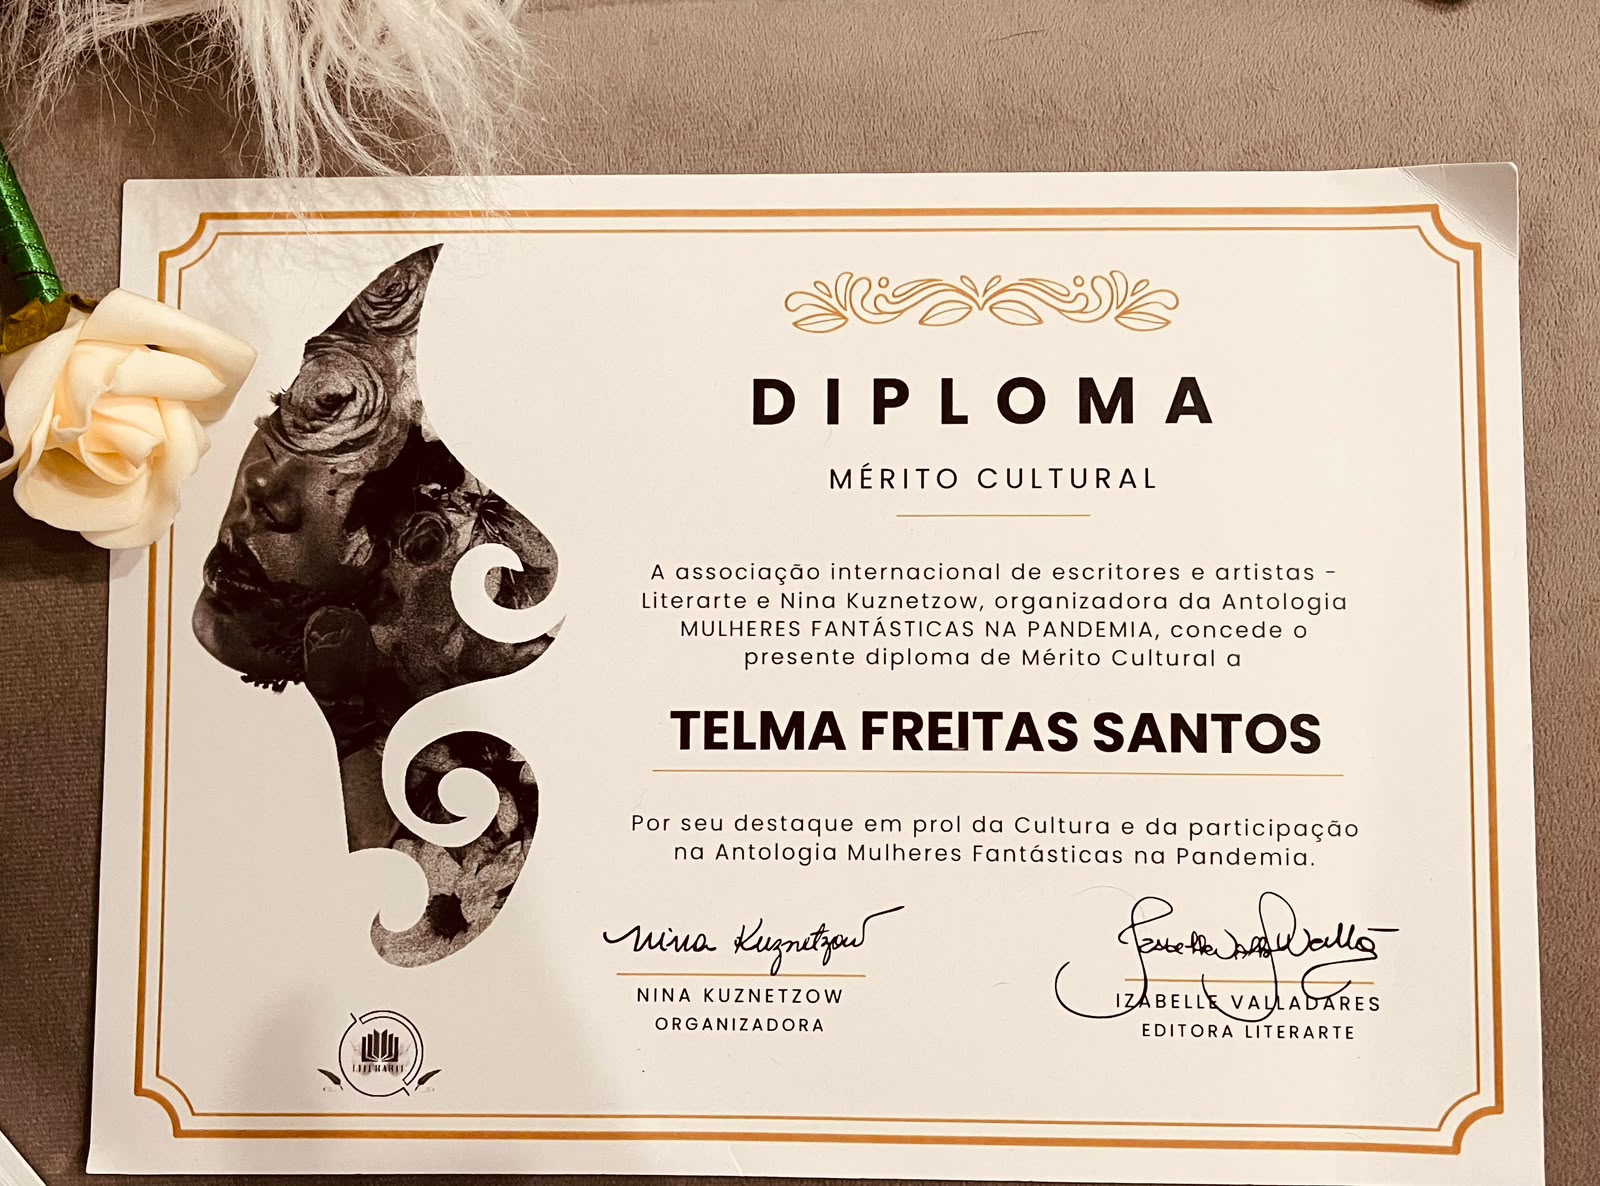 DIPLOMA
MÉRITO CULTURAL
A associação internacional de escritores e artistas -
Literarte e Nina Kuznetzow, organizadora da Antologia
MULHERES FANTÁSTICAS NA PANDEMIA, concede o
presente diploma de Mérito Cultural a
TELMA FREITAS SANTOS
Por seu destaque em prol da Cultura e da participação
na Antologia Mulheres Fantásticas na Pandemia.
Nina Kuznetzow
NINA KUZNETZOW
ORGANIZADORA
IZABELLE VALLADARES
EDITORA LITERARTE
LITERARTE